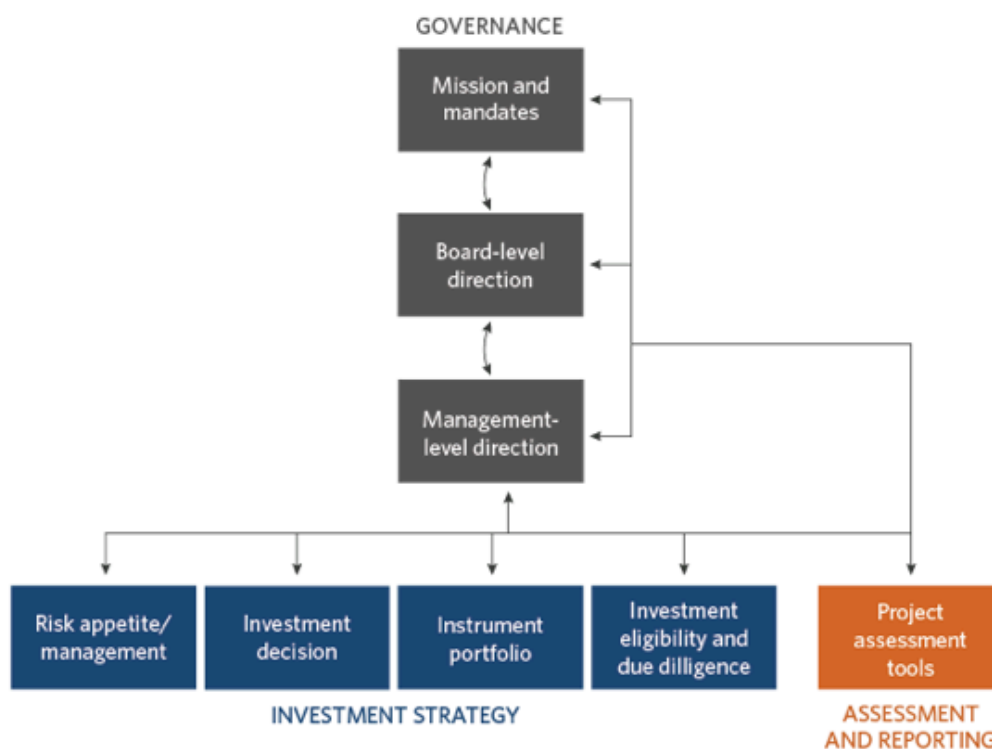 GOVERNANCE
Mission and
mandates
Board-level
direction
Management-
level direction
Risk appetite/
management
Investment
decision
Instrument
portfolio
Investment
eligibility and
due dilligence
Project
assessment
tools
INVESTMENT STRATEGY
ASSESSMENT
AND REPORTING